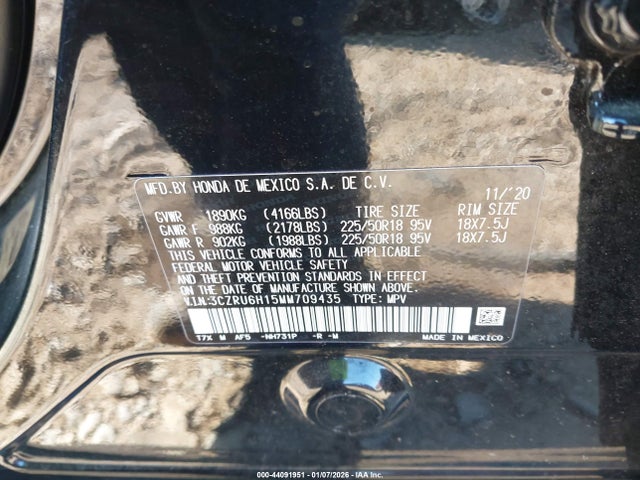 MFD.BY HONDA DE MEXICO S.A. DE C.V. 11/'20
GVWR 1890KG (4166LBS) TIRE SIZE RIM SIZE
GAWR F 988KG (2178LBS) 225/50R18 95V 18X7.5J
GAWR R 902KG (1988LBS) 225/50R18 95V 18X7.5J
THIS VEHICLE CONFORMS TO ALL APPLICABLE
FEDERAL MOTOR VEHICLE SAFETY, BUMPER,
AND THEFT PREVENTION STANDARDS IN EFFECT
ON THE DATE OF MANUFACTURE SHOWN ABOVE.
V.I.N:3CZRU6H15MM709435 TYPE: MPV
T7X M AF5 -NH731P -R -M MADE IN MEXICO
000-44091951 - 01/07/2026 - IAA Inc.